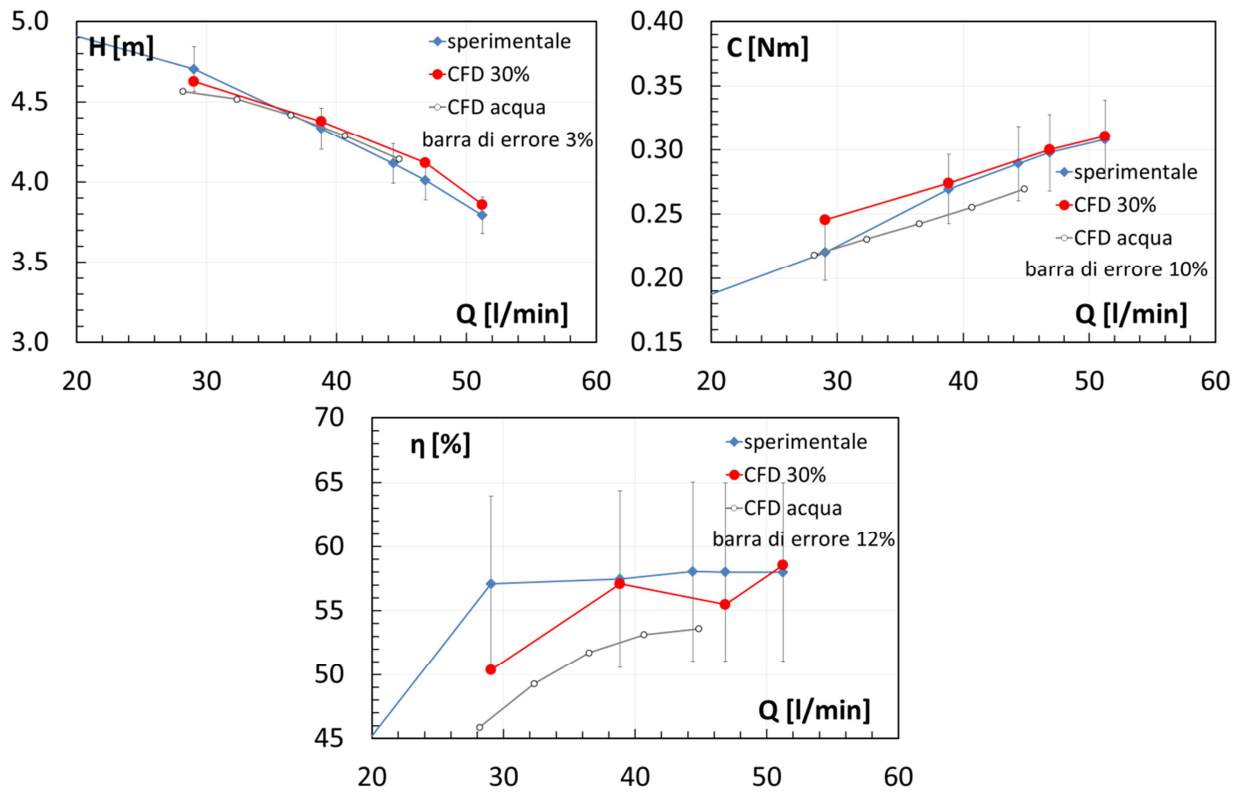 5.0
4.5
4.0
3.5
3.0
H [m]
sperimentale
CFD 30%
CFD acqua
barra di errore 3%
Q [l/min]
20 30 40 50 60
0.40
0.35
0.30
0.25
0.20
0.15
C [Nm]
sperimentale
CFD 30%
CFD acqua
barra di errore 10%
Q [l/min]
20 30 40 50 60
70
65
60
55
50
45
η [%]
sperimentale
CFD 30%
CFD acqua
barra di errore 12%
Q [l/min]
20 30 40 50 60